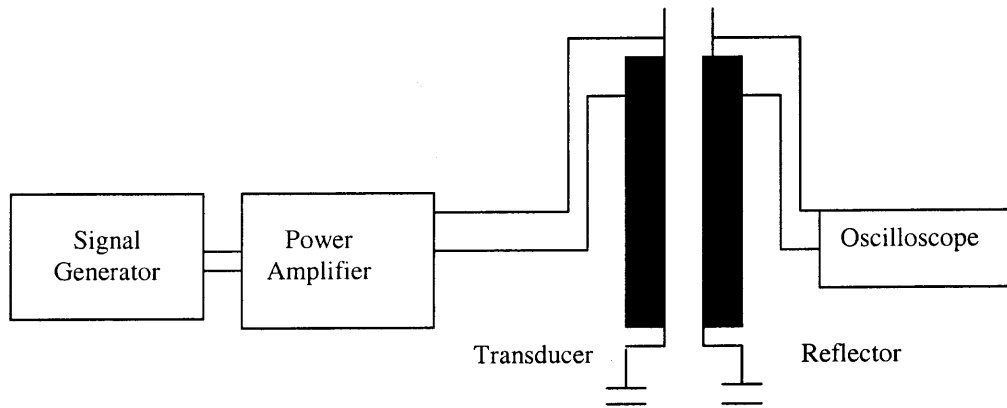 Signal
Generator
Power
Amplifier
Oscilloscope
Transducer
Reflector